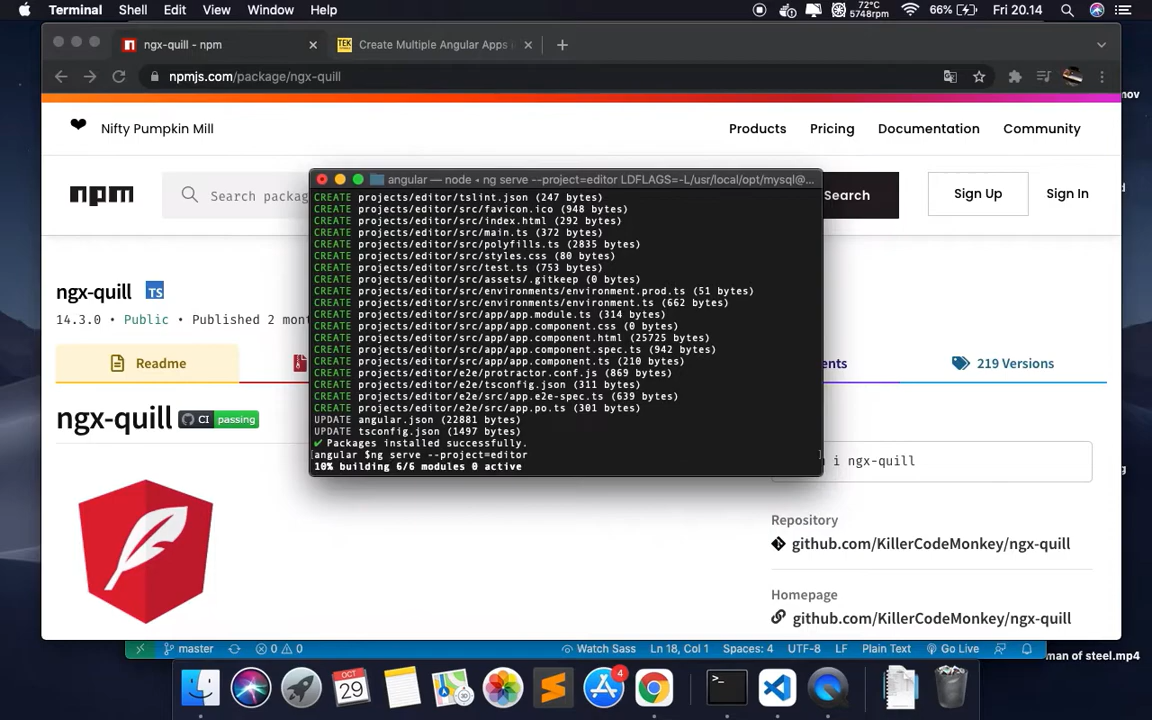 Terminal Shell Edit View Window Help 72°C 5748rpm 66% Fri 20.14
ngx-quill - npm Create Multiple Angular Apps
npmjs.com/package/ngx-quill
.mov
Nifty Pumpkin Mill Products Pricing Documentation Community
npm Search packa Search Sign Up Sign In
angular — node ◂ ng serve --project=editor LDFLAGS=-L/usr/local/opt/mysql@...
CREATE projects/editor/tslint.json (247 bytes)
CREATE projects/editor/src/favicon.ico (948 bytes)
CREATE projects/editor/src/index.html (292 bytes)
CREATE projects/editor/src/main.ts (372 bytes)
CREATE projects/editor/src/polyfills.ts (2835 bytes)
CREATE projects/editor/src/styles.css (80 bytes)
CREATE projects/editor/src/test.ts (753 bytes)
CREATE projects/editor/src/assets/.gitkeep (0 bytes)
CREATE projects/editor/src/environments/environment.prod.ts (51 bytes)
CREATE projects/editor/src/environments/environment.ts (662 bytes)
CREATE projects/editor/src/app/app.module.ts (314 bytes)
CREATE projects/editor/src/app/app.component.css (0 bytes)
CREATE projects/editor/src/app/app.component.html (25725 bytes)
CREATE projects/editor/src/app/app.component.spec.ts (942 bytes)
CREATE projects/editor/src/app/app.component.ts (210 bytes)
CREATE projects/editor/e2e/protractor.conf.js (869 bytes)
CREATE projects/editor/e2e/tsconfig.json (311 bytes)
CREATE projects/editor/e2e/src/app.e2e-spec.ts (639 bytes)
CREATE projects/editor/e2e/src/app.po.ts (301 bytes)
UPDATE angular.json (22881 bytes)
UPDATE tsconfig.json (1497 bytes)
✔ Packages installed successfully.
[angular $ng serve --project=editor ]
10% building 6/6 modules 0 active
ngx-quill TS
14.3.0 • Public • Published 2 mon
Readme ents 219 Versions
ngx-quill CI passing
i ngx-quill
Repository
github.com/KillerCodeMonkey/ngx-quill
Homepage
github.com/KillerCodeMonkey/ngx-quill
master 0 0 Watch Sass Ln 18, Col 1 Spaces: 4 UTF-8 LF Plain Text Go Live
man of steel.mp4
OCT 29 4